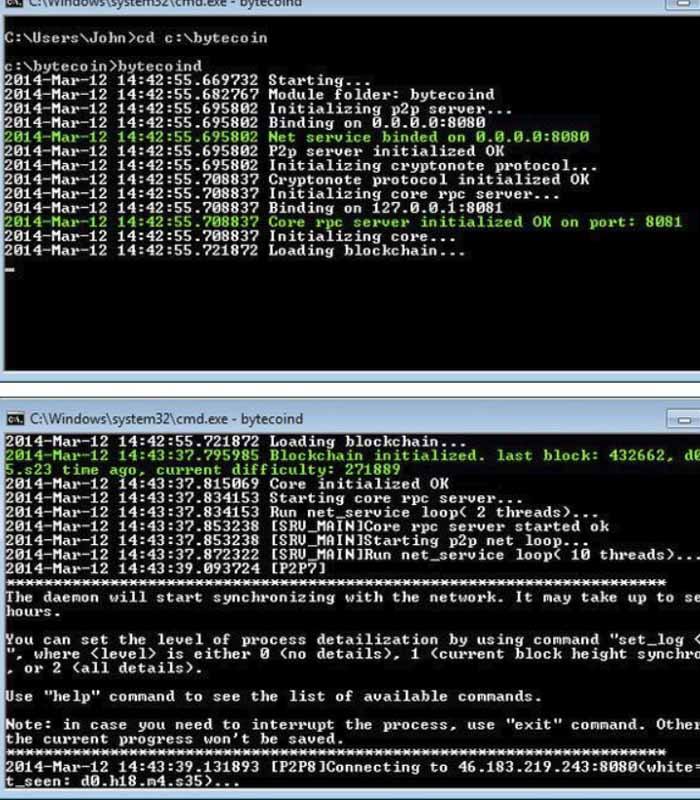 C:\Windows\system32\cmd.exe - bytecoind
C:\Users\John>cd c:\bytecoin
c:\bytecoin>bytecoind
2014-Mar-12 14:42:55.669732 Starting...
2014-Mar-12 14:42:55.682767 Module folder: bytecoind
2014-Mar-12 14:42:55.695802 Initializing p2p server...
2014-Mar-12 14:42:55.695802 Binding on 0.0.0.0:8080
2014-Mar-12 14:42:55.695802 Net service binded on 0.0.0.0:8080
2014-Mar-12 14:42:55.695802 P2p server initialized OK
2014-Mar-12 14:42:55.695802 Initializing cryptonote protocol...
2014-Mar-12 14:42:55.708837 Cryptonote protocol initialized OK
2014-Mar-12 14:42:55.708837 Initializing core rpc server...
2014-Mar-12 14:42:55.708837 Binding on 127.0.0.1:8081
2014-Mar-12 14:42:55.708837 Core rpc server initialized OK on port: 8081
2014-Mar-12 14:42:55.708837 Initializing core...
2014-Mar-12 14:42:55.721872 Loading blockchain...
C:\Windows\system32\cmd.exe - bytecoind
2014-Mar-12 14:42:55.721872 Loading blockchain...
2014-Mar-12 14:43:37.795985 Blockchain initialized. last block: 432662, d0
5.s23 time ago, current difficulty: 271889
2014-Mar-12 14:43:37.815069 Core initialized OK
2014-Mar-12 14:43:37.834153 Starting core rpc server...
2014-Mar-12 14:43:37.834153 Run net_service loop( 2 threads)...
2014-Mar-12 14:43:37.853238 [SRV_MAIN]Core rpc server started ok
2014-Mar-12 14:43:37.853238 [SRV_MAIN]Starting p2p net loop...
2014-Mar-12 14:43:37.872322 [SRV_MAIN]Run net_service loop( 10 threads)...
2014-Mar-12 14:43:39.093724 [P2P7]
**********************************************************************
The daemon will start synchronizing with the network. It may take up to se
hours.
You can set the level of process detailization by using command "set_log <
", where <level> is either 0 (no details), 1 (current block height synchro
, or 2 (all details).
Use "help" command to see the list of available commands.
Note: in case you need to interrupt the process, use "exit" command. Other
the current progress won't be saved.
**********************************************************************
2014-Mar-12 14:43:39.131893 [P2P8]Connecting to 46.183.219.243:8080(white=
t_seen: d0.h18.m4.s35)...